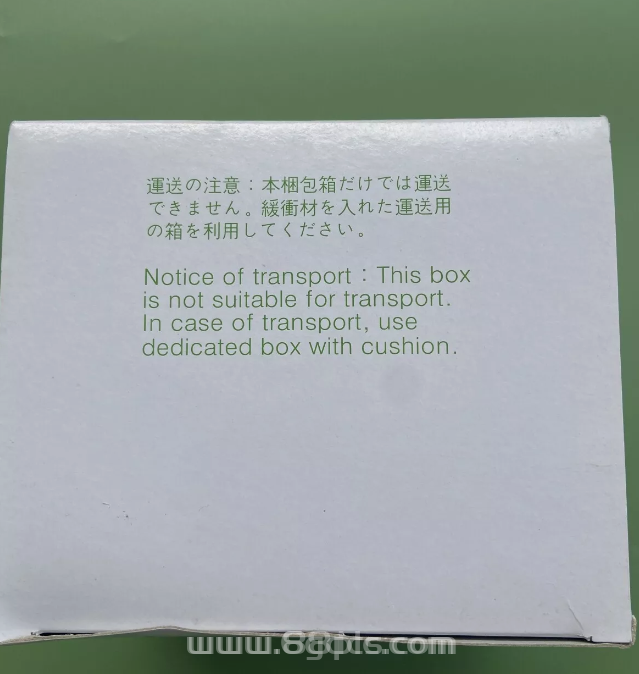 運送の注意：本梱包箱だけでは運送
できません。緩衝材を入れた運送用
の箱を利用してください。
Notice of transport : This box
is not suitable for transport.
In case of transport, use
dedicated box with cushion.